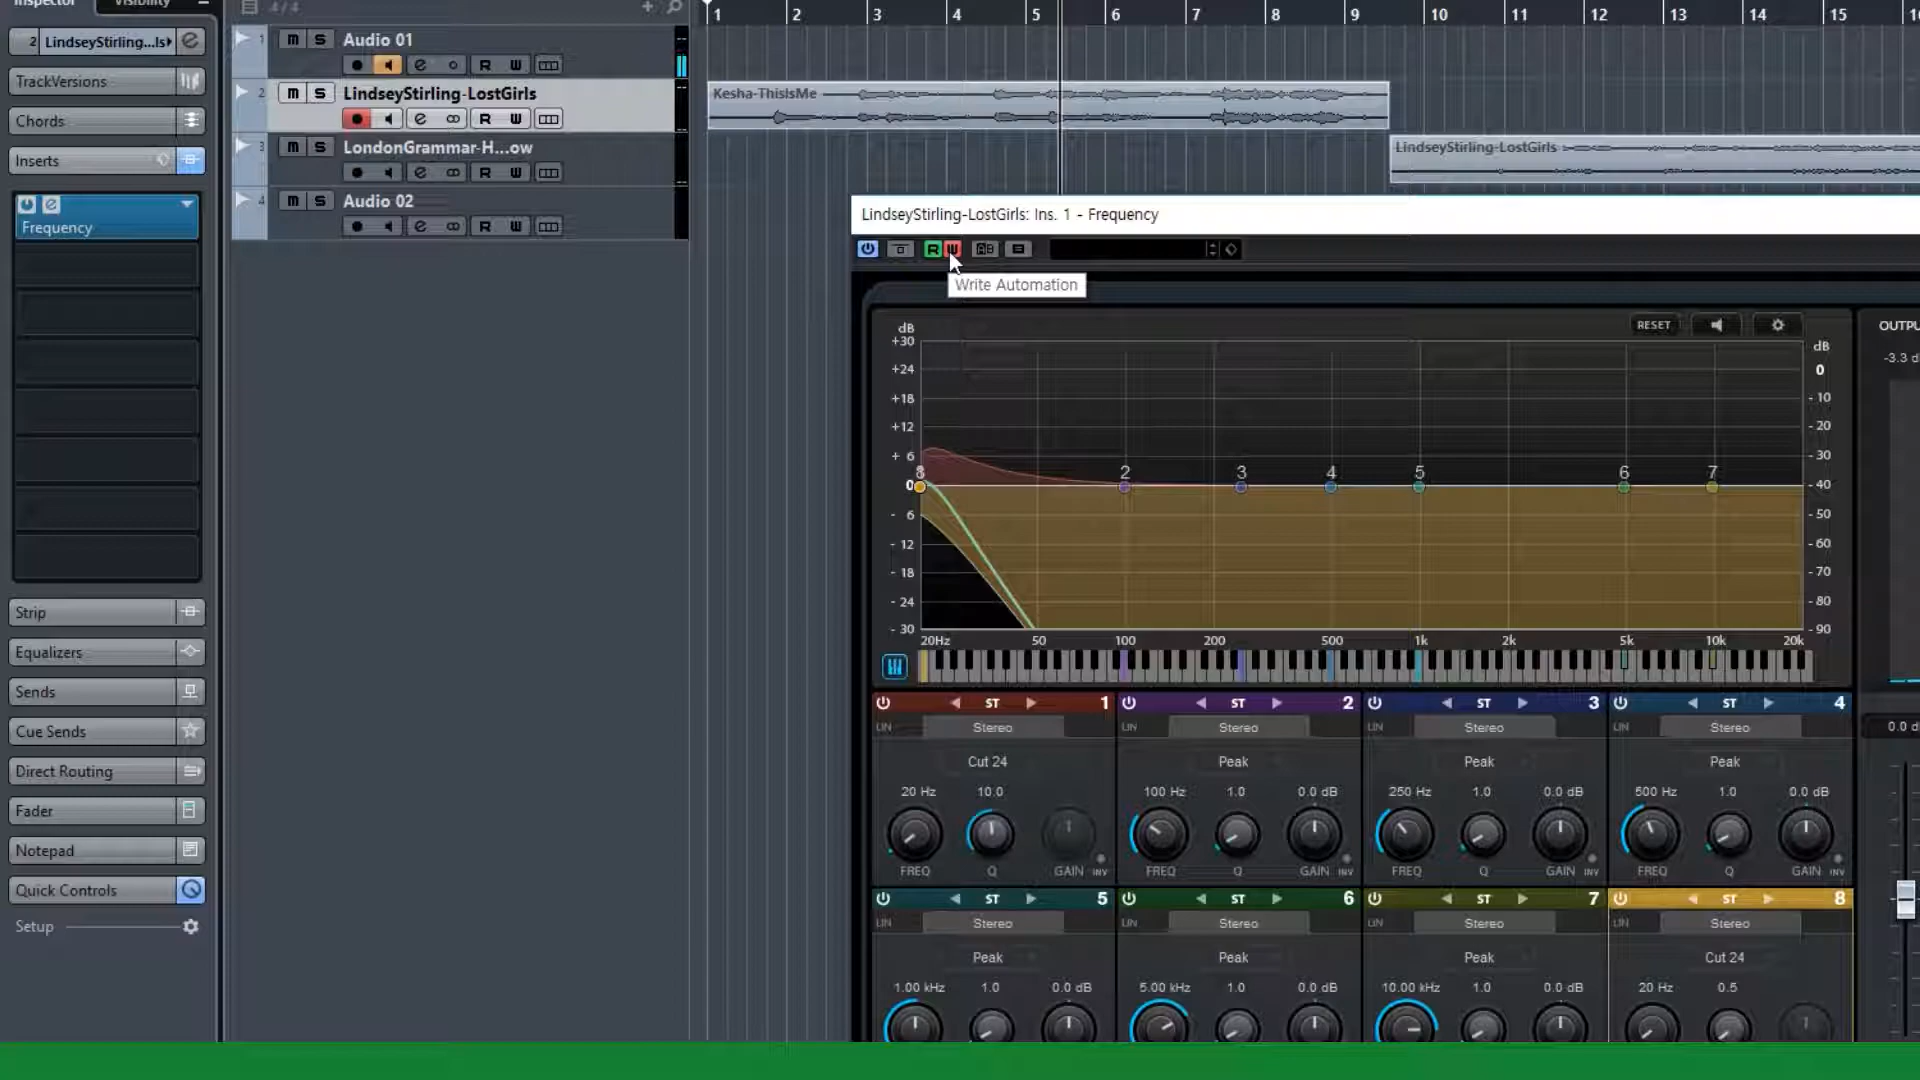 Inspector Visibility
4 / 4
1 2 3 4 5 6 7 8 9 10 11 12 13 14 15
2 LindseyStirling...ls
TrackVersions
Chords
Inserts
Frequency
Strip
Equalizers
Sends
Cue Sends
Direct Routing
Fader
Notepad
Quick Controls
Setup
1 m S Audio 01
R W
2 m S LindseyStirling-LostGirls
R W
3 m S LondonGrammar-H...ow
R W
4 m S Audio 02
R W
Kesha-ThisIsMe
LindseyStirling-LostGirls
LindseyStirling-LostGirls: Ins. 1 - Frequency
R W
Write Automation
RESET
OUTPU
-3.3 d
dB
+30
+24
+18
+12
+ 6
0
- 6
- 12
- 18
- 24
- 30
dB
0
- 10
- 20
- 30
- 40
- 50
- 60
- 70
- 80
- 90
8 2 3 4 5 6 7
20Hz 50 100 200 500 1k 2k 5k 10k 20k
ST 1 ST 2 ST 3 ST 4
LIN Stereo LIN Stereo LIN Stereo LIN Stereo
0.0 d
Cut 24 Peak Peak Peak
20 Hz 10.0 100 Hz 1.0 0.0 dB 250 Hz 1.0 0.0 dB 500 Hz 1.0 0.0 dB
FREQ Q GAIN INV FREQ Q GAIN INV FREQ Q GAIN INV FREQ Q GAIN INV
ST 5 ST 6 ST 7 ST 8
LIN Stereo LIN Stereo LIN Stereo LIN Stereo
Peak Peak Peak Cut 24
1.00 kHz 1.0 0.0 dB 5.00 kHz 1.0 0.0 dB 10.00 kHz 1.0 0.0 dB 20 Hz 0.5